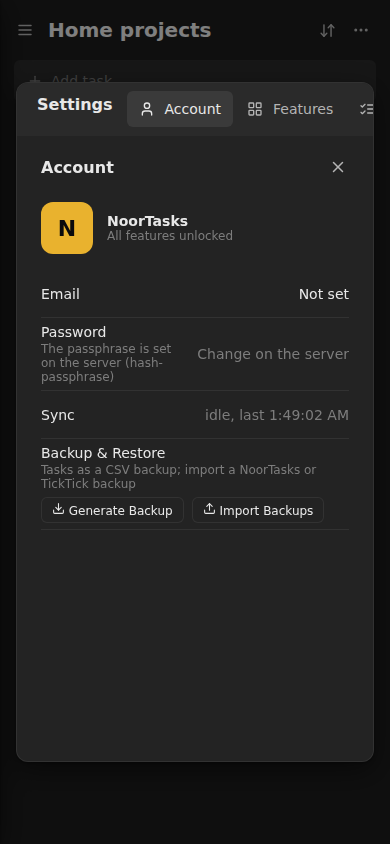 Home projects
Add task
Settings
Account
Features
Account
N
NoorTasks
All features unlocked
Email
Not set
Password
The passphrase is set
on the server (hash-
passphrase)
Change on the server
Sync
idle, last 1:49:02 AM
Backup & Restore
Tasks as a CSV backup; import a NoorTasks or
TickTick backup
Generate Backup
Import Backups